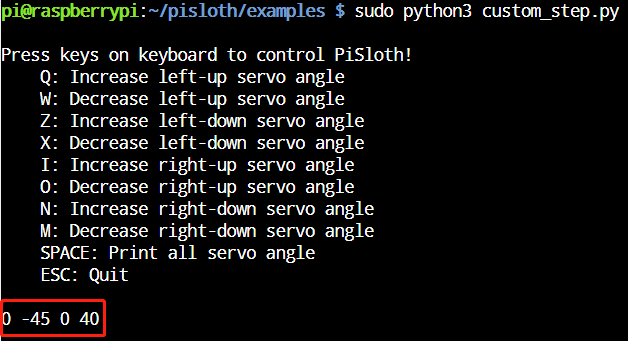 pi@raspberrypi:~/pisloth/examples $ sudo python3 custom_step.py
Press keys on keyboard to control PiSloth!
Q: Increase left-up servo angle
W: Decrease left-up servo angle
Z: Increase left-down servo angle
X: Decrease left-down servo angle
I: Increase right-up servo angle
O: Decrease right-up servo angle
N: Increase right-down servo angle
M: Decrease right-down servo angle
SPACE: Print all servo angle
ESC: Quit
0 -45 0 40